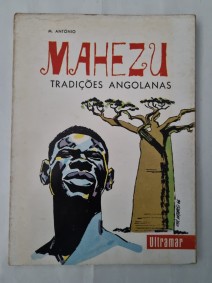 M. ANTÓNIO
MAHEZU
TRADIÇÕES ANGOLANAS
Ultramar